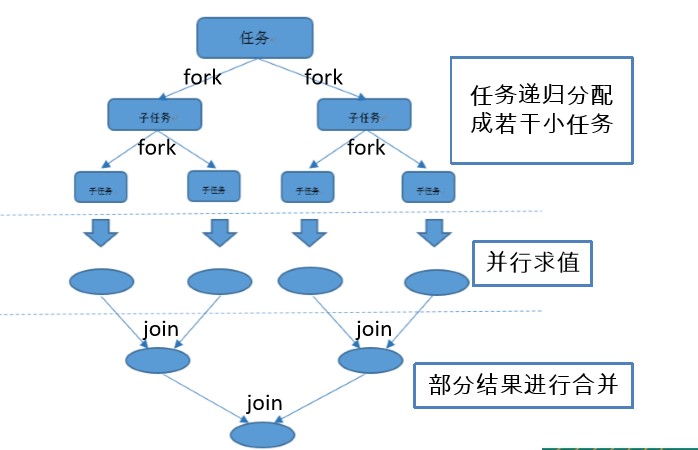 任务
fork
fork
任务递归分配
成若干小任务
子任务
子任务
fork
fork
子任务
子任务
子任务
子任务
并行求值
join
join
部分结果进行合并
join